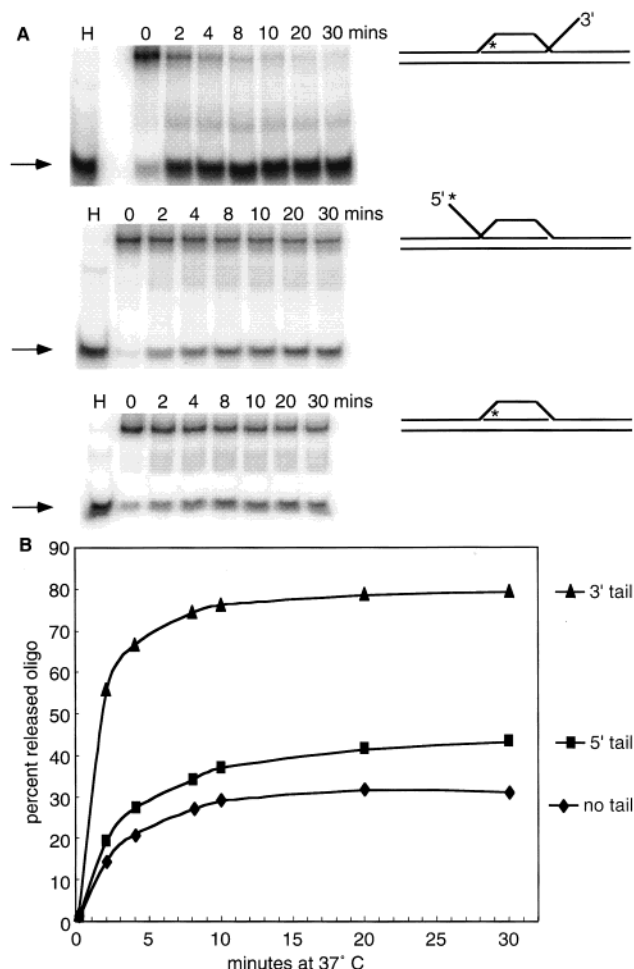 A
H 0 2 4 8 10 20 30 mins
3'
*
H 0 2 4 8 10 20 30 mins
5' *
H 0 2 4 8 10 20 30 mins
*
B
percent released oligo
90
80
70
60
50
40
30
20
10
0
0 5 10 15 20 25 30
minutes at 37° C
3' tail
5' tail
no tail